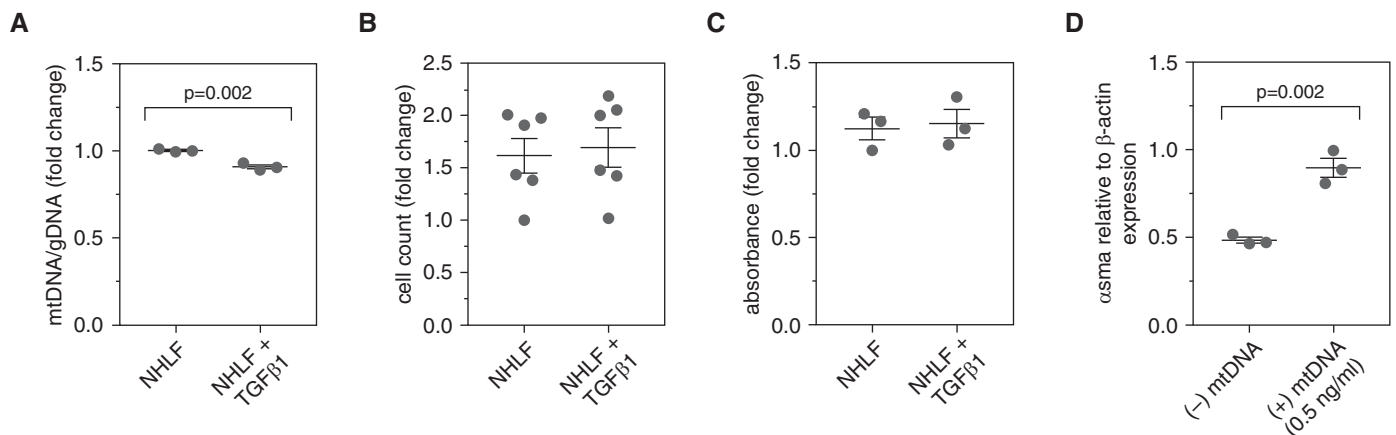 A
mtDNA/gDNA (fold change)
1.5
1.0
0.5
0.0
p=0.002
NHLF
NHLF +
TGFβ1
B
cell count (fold change)
2.5
2.0
1.5
1.0
0.5
0.0
NHLF
NHLF +
TGFβ1
C
absorbance (fold change)
1.5
1.0
0.5
0.0
NHLF
NHLF +
TGFβ1
D
αsma relative to β-actin
expression
1.5
1.0
0.5
0.0
p=0.002
(–) mtDNA
(+) mtDNA
(0.5 ng/ml)